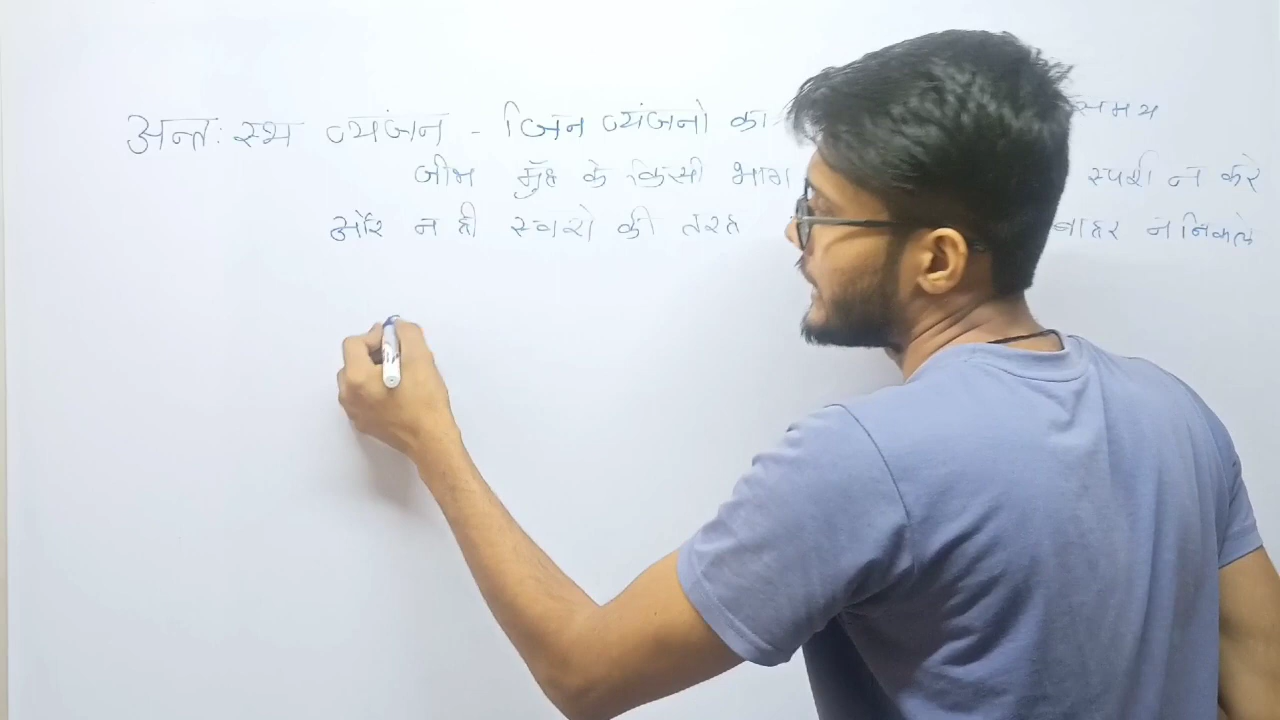 अन्तः स्थ व्यंजन - जिन व्यंजनो का समय
जीभ मुँह के किसी भाग स्पर्श न करे
और न ही स्वरो की तरह बाहर न निकले